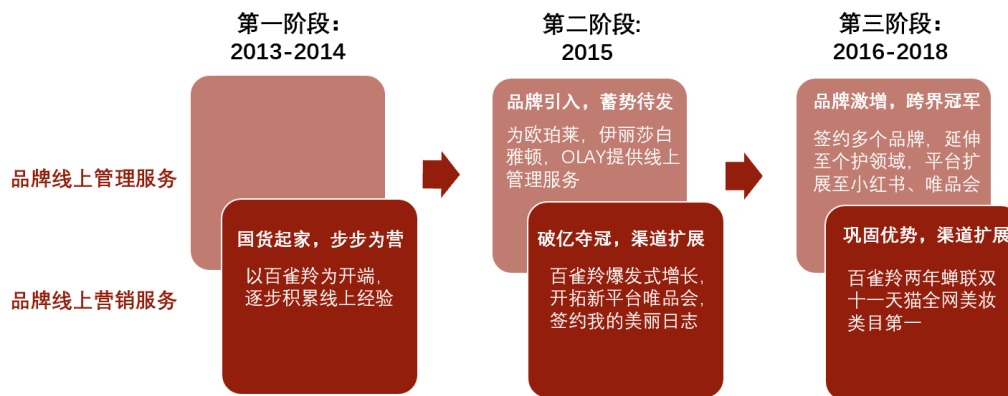 第一阶段：
2013-2014
第二阶段:
2015
第三阶段：
2016-2018
品牌线上管理服务
品牌引入，蓄势待发
为欧珀莱，伊丽莎白
雅顿，OLAY提供线上
管理服务
品牌激增，跨界冠军
签约多个品牌，延伸
至个护领域，平台扩
展至小红书、唯品会
品牌线上营销服务
国货起家，步步为营
以百雀羚为开端，
逐步积累线上经验
破亿夺冠，渠道扩展
百雀羚爆发式增长，
开拓新平台唯品会，
签约我的美丽日志
巩固优势，渠道扩展
百雀羚两年蝉联双
十一天猫全网美妆
类目第一